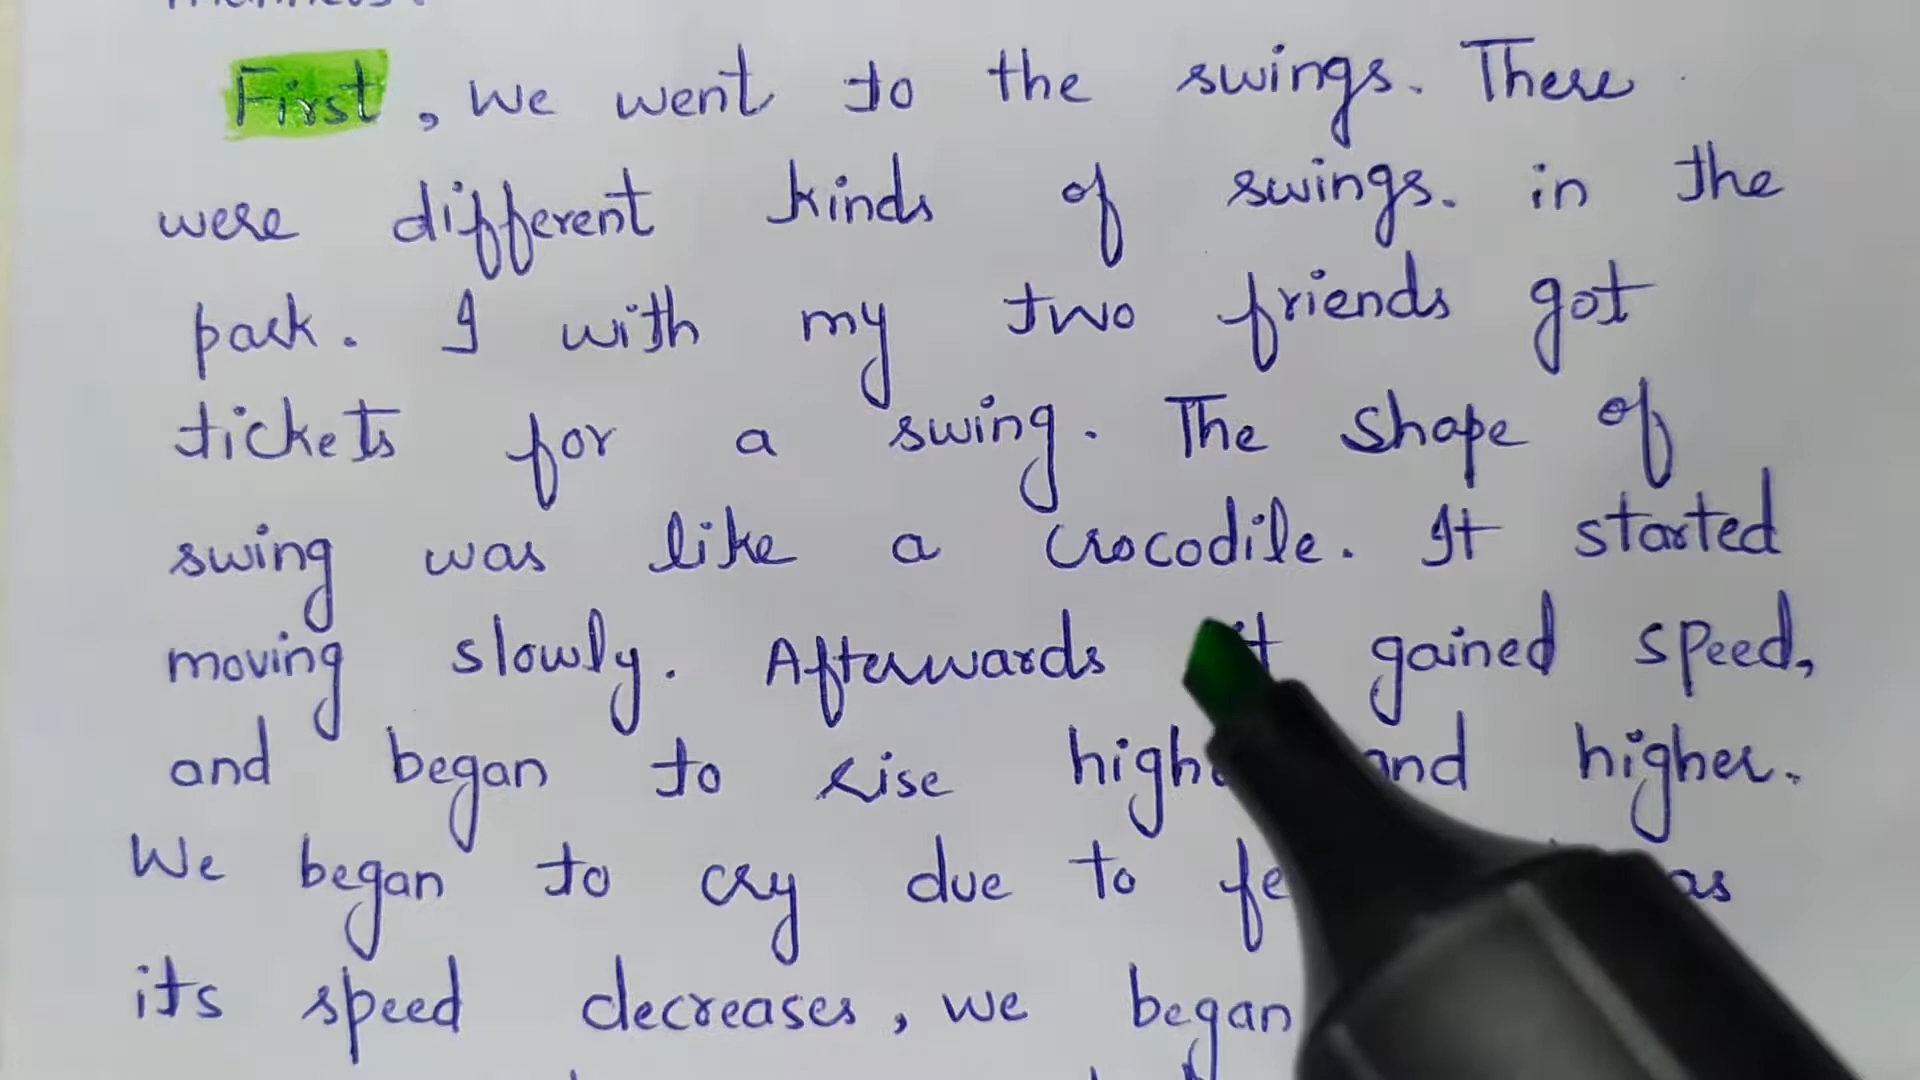 First, we went to the swings. There
were different kinds of swings. in the
park. I with my two friends got
tickets for a swing. The shape of
swing was like a crocodile. It started
moving slowly. Afterwards it gained speed,
and began to rise and higher.
We began to cry due to as
its speed decreases, we began